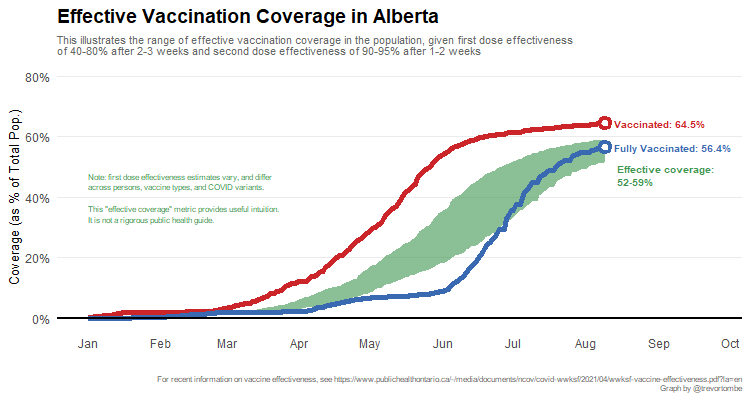 Effective Vaccination Coverage in Alberta
This illustrates the range of effective vaccination coverage in the population, given first dose effectiveness
of 40-80% after 2-3 weeks and second dose effectiveness of 90-95% after 1-2 weeks
Coverage (as % of Total Pop.)
80%
60%
40%
20%
0%
Note: first dose effectiveness estimates vary, and differ
across persons, vaccine types, and COVID variants.
This "effective coverage" metric provides useful intuition.
It is not a rigorous public health guide.
Vaccinated: 64.5%
Fully Vaccinated: 56.4%
Effective coverage:
52-59%
Jan Feb Mar Apr May Jun Jul Aug Sep Oct
For recent information on vaccine effectiveness, see https://www.publichealthontario.ca/-/media/documents/ncov/covid-wwksf/2021/04/wwksf-vaccine-effectiveness.pdf?la=en
Graph by @trevortombe